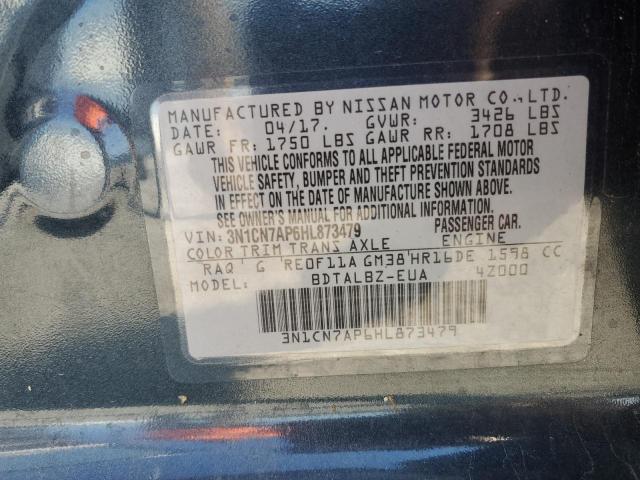 MANUFACTURED BY NISSAN MOTOR CO.,LTD.
DATE: 04/17. GVWR: 3426 LBS
GAWR FR: 1750 LBS GAWR RR: 1708 LBS
THIS VEHICLE CONFORMS TO ALL APPLICABLE FEDERAL MOTOR
VEHICLE SAFETY, BUMPER AND THEFT PREVENTION STANDARDS
IN EFFECT ON THE DATE OF MANUFACTURE SHOWN ABOVE.
SEE OWNER'S MANUAL FOR ADDITIONAL INFORMATION.
VIN: 3N1CN7AP6HL873479 PASSENGER CAR.
COLOR TRIM TRANS AXLE ENGINE
RAQ' G 'RE0F11A GM38'HR16DE 1598 CC
MODEL: BDTALBZ-EUA 4Z000
3N1CN7AP6HL873479